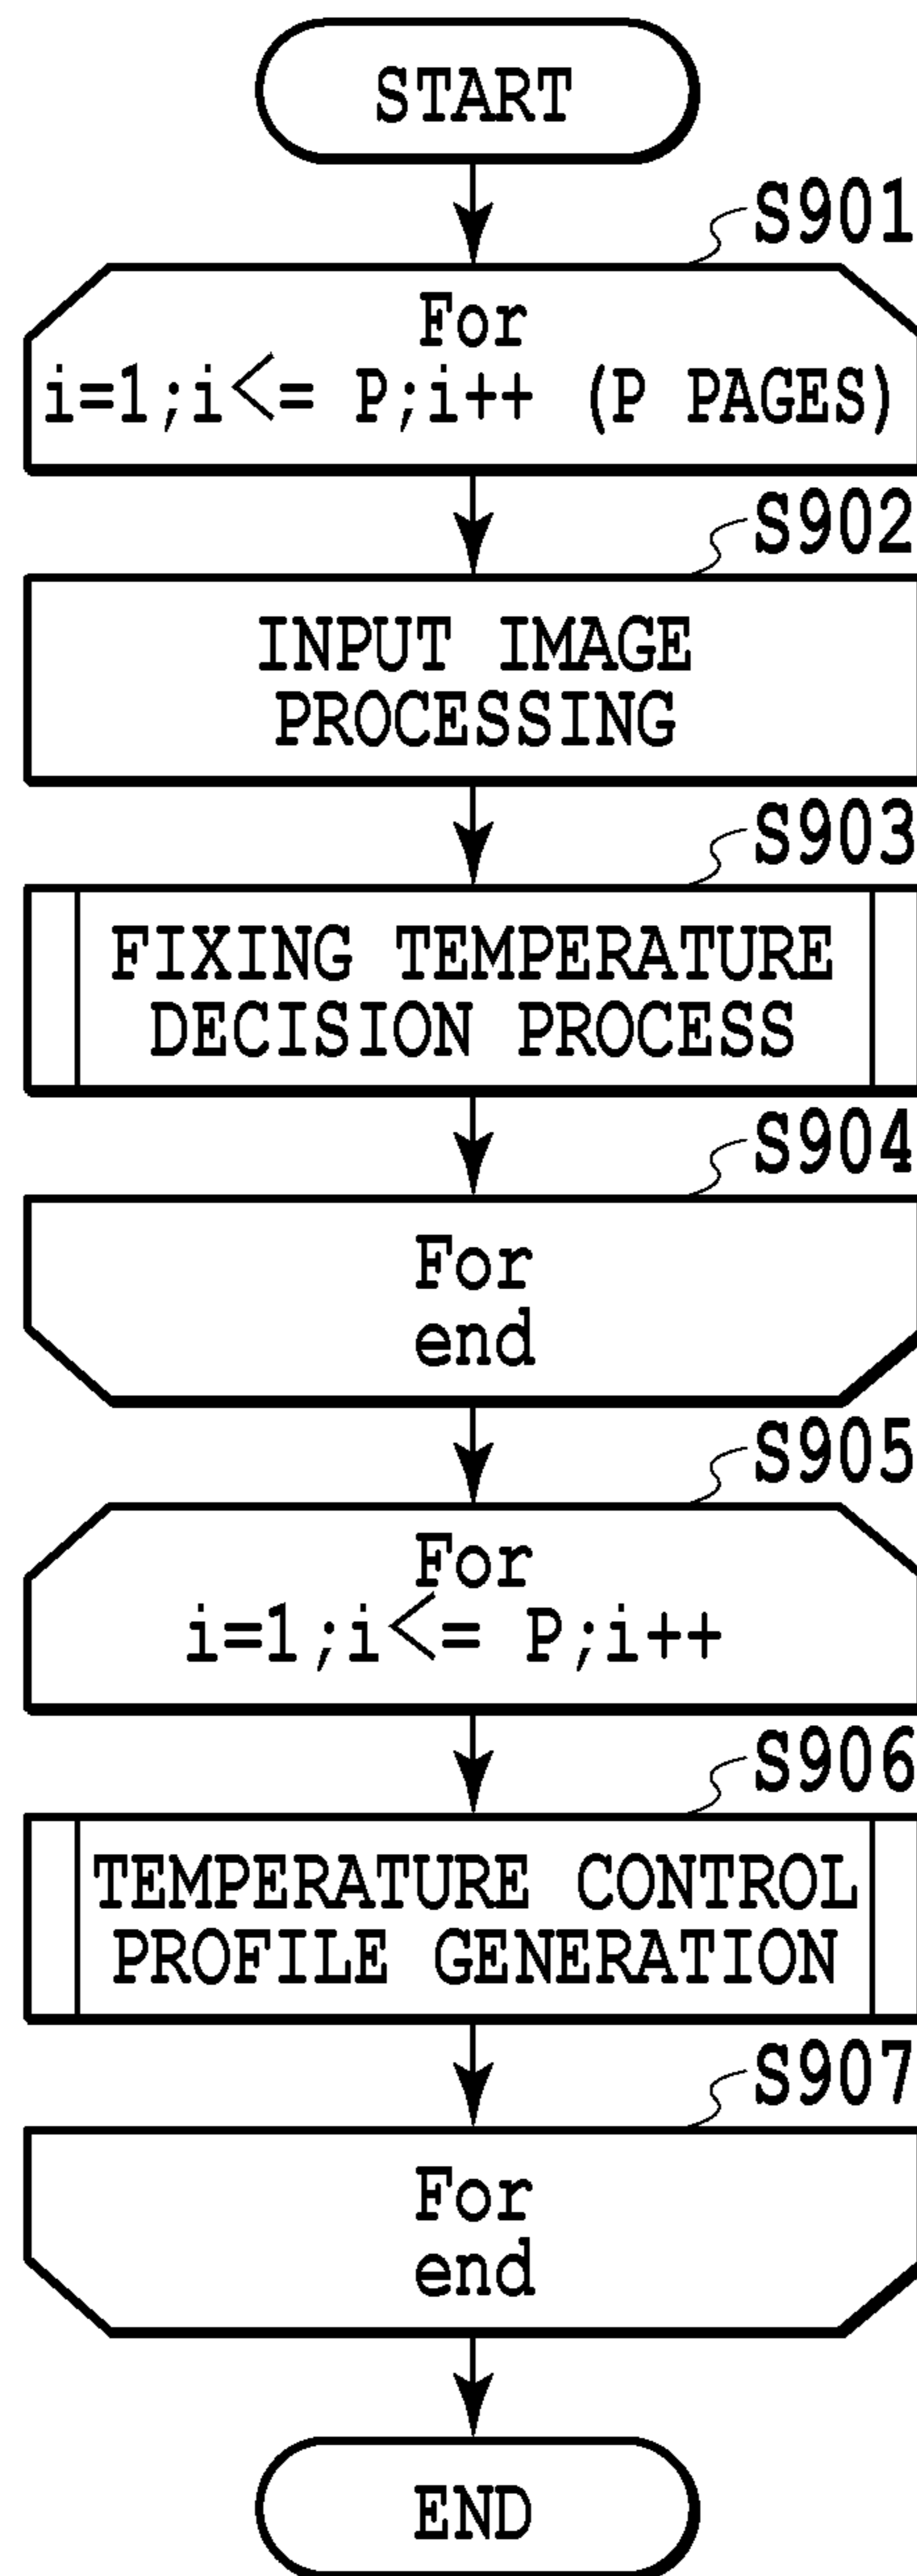 START
S901
For
i=1;i<= P;i++ (P PAGES)
S902
INPUT IMAGE
PROCESSING
S903
FIXING TEMPERATURE
DECISION PROCESS
S904
For
end
S905
For
i=1;i<= P;i++
S906
TEMPERATURE CONTROL
PROFILE GENERATION
S907
For
end
END